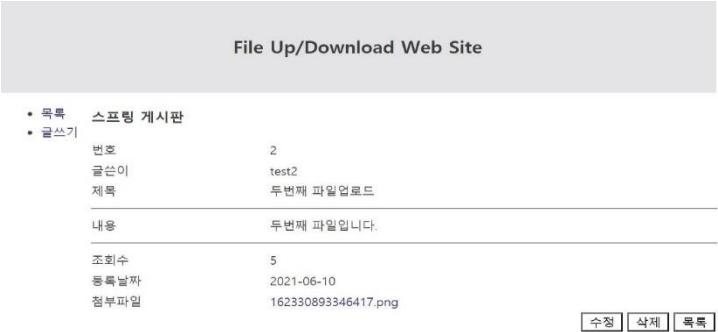 File Up/Download Web Site
• 목록
• 글쓰기
스프링 게시판
번호 2
글쓴이 test2
제목 두번째 파일업로드
내용 두번째 파일입니다.
조회수 5
등록날짜 2021-06-10
첨부파일 162330893346417.png
수정 삭제 목록